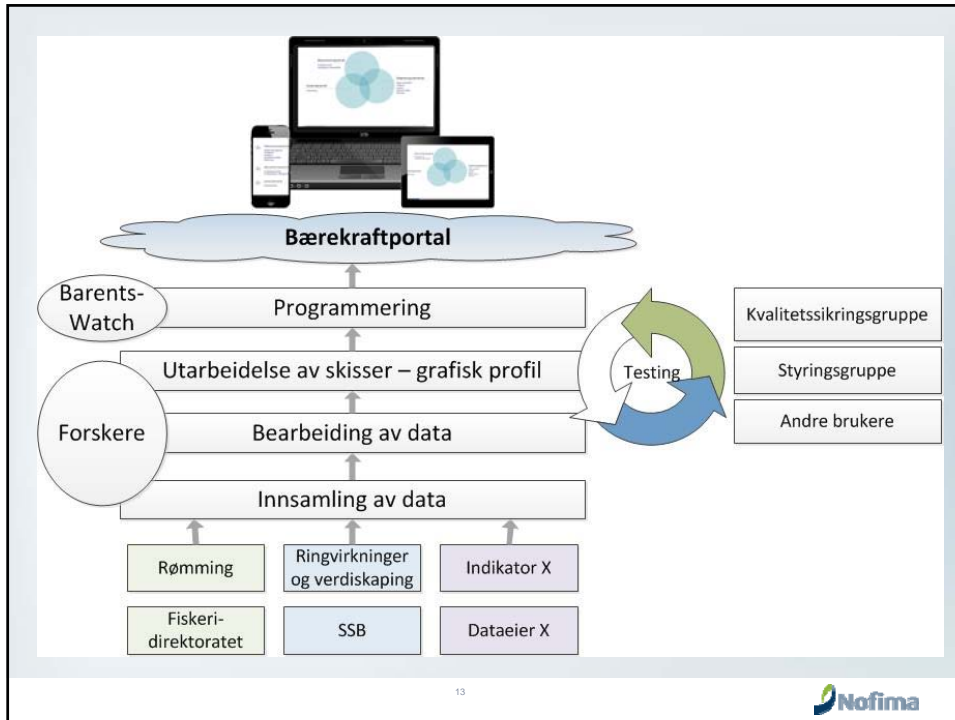 Bærekraftportal
Barents-
Watch
Programmering
Utarbeidelse av skisser – grafisk profil
Forskere
Bearbeiding av data
Innsamling av data
Testing
Kvalitetssikringsgruppe
Styringsgruppe
Andre brukere
Rømming
Ringvirkninger
og verdiskaping
Indikator X
Fiskeri-
direktoratet
SSB
Dataeier X
13
Nofima